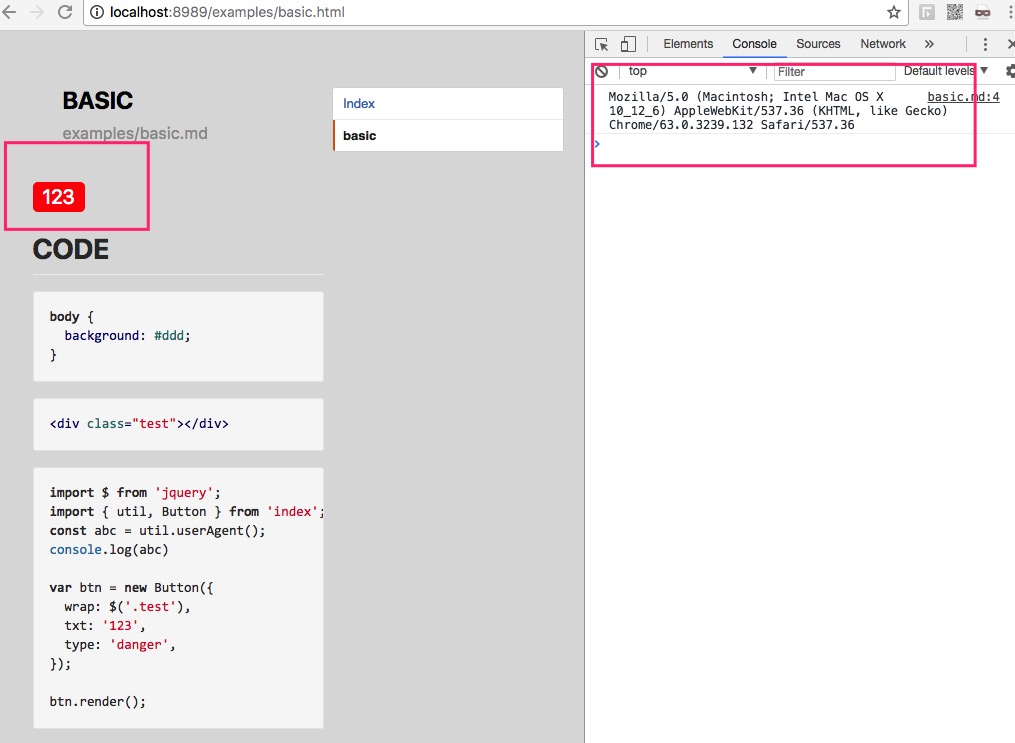 localhost:8989/examples/basic.html
Elements Console Sources Network »
top Filter Default levels
Mozilla/5.0 (Macintosh; Intel Mac OS X basic.md:4
10_12_6) AppleWebKit/537.36 (KHTML, like Gecko)
Chrome/63.0.3239.132 Safari/537.36
>
BASIC
examples/basic.md
Index
basic
123
CODE
body {
  background: #ddd;
}
<div class="test"></div>
import $ from 'jquery';
import { util, Button } from 'index';
const abc = util.userAgent();
console.log(abc)
var btn = new Button({
  wrap: $('.test'),
  txt: '123',
  type: 'danger',
});
btn.render();